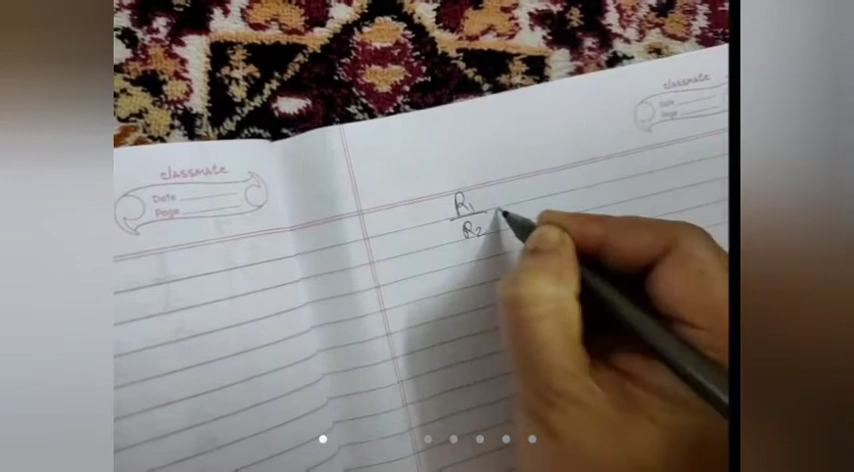 classmate
Date
Page
classmate
Date
Page
R₁
R₂